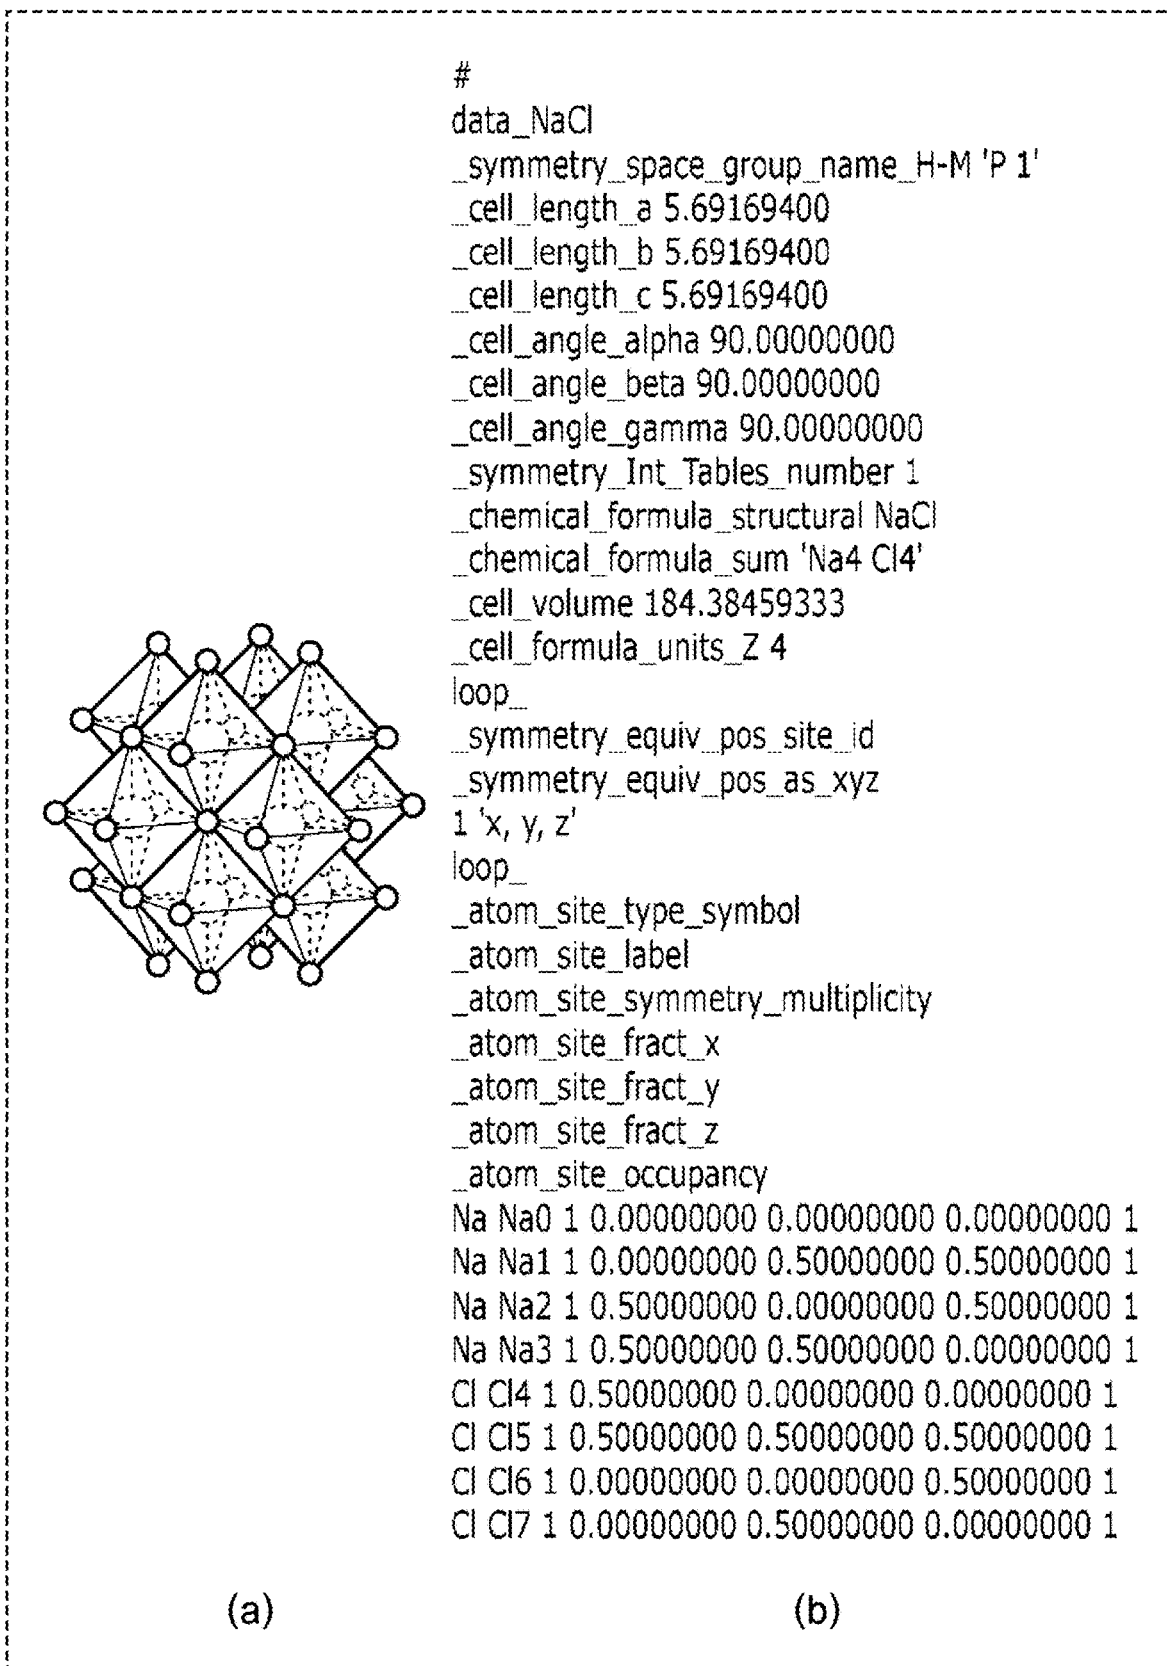 #
data_NaCl
_symmetry_space_group_name_H-M 'P 1'
_cell_length_a 5.69169400
_cell_length_b 5.69169400
_cell_length_c 5.69169400
_cell_angle_alpha 90.00000000
_cell_angle_beta 90.00000000
_cell_angle_gamma 90.00000000
_symmetry_Int_Tables_number 1
_chemical_formula_structural NaCl
_chemical_formula_sum 'Na4 Cl4'
_cell_volume 184.38459333
_cell_formula_units_Z 4
loop_
_symmetry_equiv_pos_site_id
_symmetry_equiv_pos_as_xyz
1 'x, y, z'
loop_
_atom_site_type_symbol
_atom_site_label
_atom_site_symmetry_multiplicity
_atom_site_fract_x
_atom_site_fract_y
_atom_site_fract_z
_atom_site_occupancy
Na Na0 1 0.00000000 0.00000000 0.00000000 1
Na Na1 1 0.00000000 0.50000000 0.50000000 1
Na Na2 1 0.50000000 0.00000000 0.50000000 1
Na Na3 1 0.50000000 0.50000000 0.00000000 1
Cl Cl4 1 0.50000000 0.00000000 0.00000000 1
Cl Cl5 1 0.50000000 0.50000000 0.50000000 1
Cl Cl6 1 0.00000000 0.00000000 0.50000000 1
Cl Cl7 1 0.00000000 0.50000000 0.00000000 1
(a)
(b)